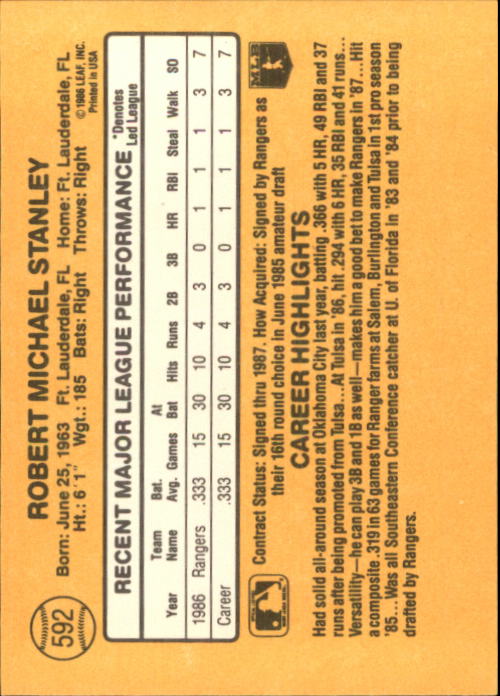 592
ROBERT MICHAEL STANLEY
Born: June 25, 1963 Ft. Lauderdale, FL Home: Ft. Lauderdale, FL
Ht.: 6'1" Wgt.: 185 Bats: Right Throws: Right
©1986 LEAF, INC.
Printed in USA
RECENT MAJOR LEAGUE PERFORMANCE *Denotes Led League
Year Team Name Bat. Avg. Games At Bat Hits Runs 2B 3B HR RBI Steal Walk SO
1986 Rangers .333 15 30 10 4 3 0 1 1 1 3 7
Career .333 15 30 10 4 3 0 1 1 1 3 7
Contract Status: Signed thru 1987. How Acquired: Signed by Rangers as
their 16th round choice in June 1985 amateur draft
MLB
CAREER HIGHLIGHTS
Had solid all-around season at Oklahoma City last year, batting .366 with 5 HR, 49 RBI and 37
runs after being promoted from Tulsa...At Tulsa in '86, hit .294 with 6 HR, 35 RBI and 41 runs...
Versatility—he can play 3B and 1B as well—makes him a good bet to make Rangers in '87...Hit
a composite .319 in 63 games for Ranger farms at Salem, Burlington and Tulsa in 1st pro season
'85...Was all Southeastern Conference catcher at U. of Florida in '83 and '84 prior to being
drafted by Rangers.